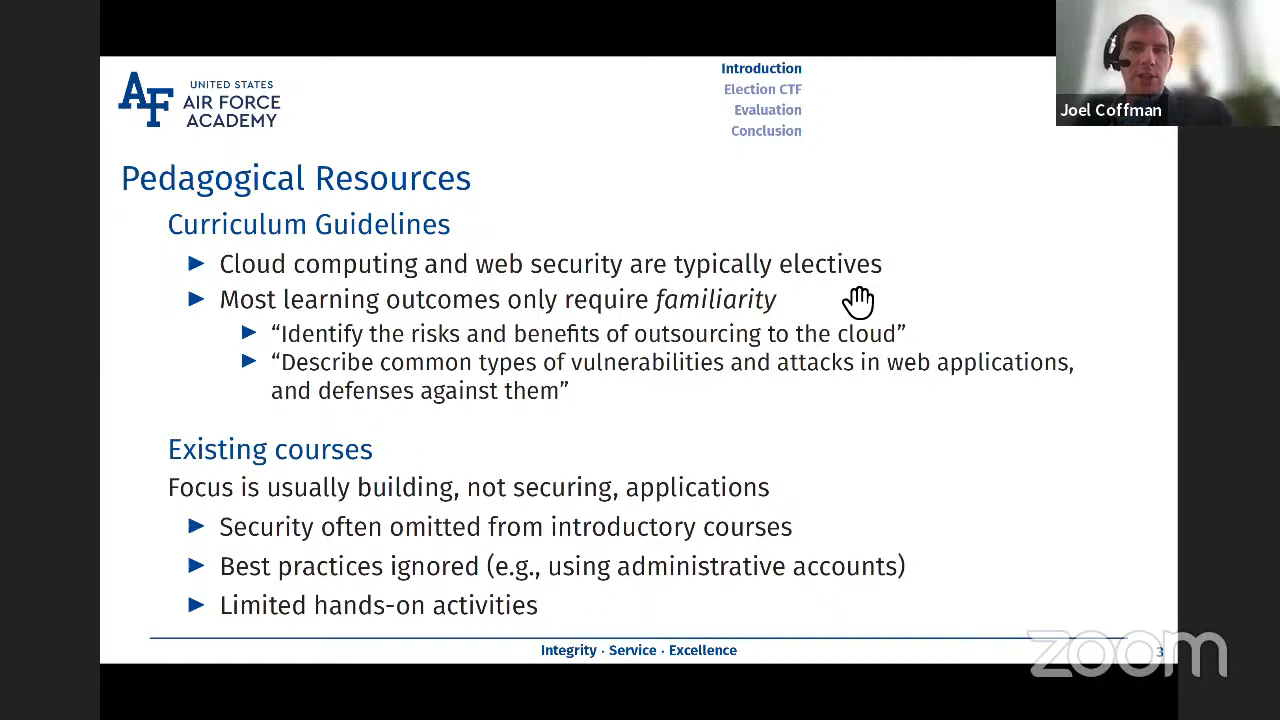 UNITED STATES
AIR FORCE
ACADEMY
Introduction
Election CTF
Evaluation
Conclusion
Joel Coffman
Pedagogical Resources
Curriculum Guidelines
Cloud computing and web security are typically electives
Most learning outcomes only require familiarity
“Identify the risks and benefits of outsourcing to the cloud”
“Describe common types of vulnerabilities and attacks in web applications,
and defenses against them”
Existing courses
Focus is usually building, not securing, applications
Security often omitted from introductory courses
Best practices ignored (e.g., using administrative accounts)
Limited hands-on activities
Integrity · Service · Excellence
3
zoom